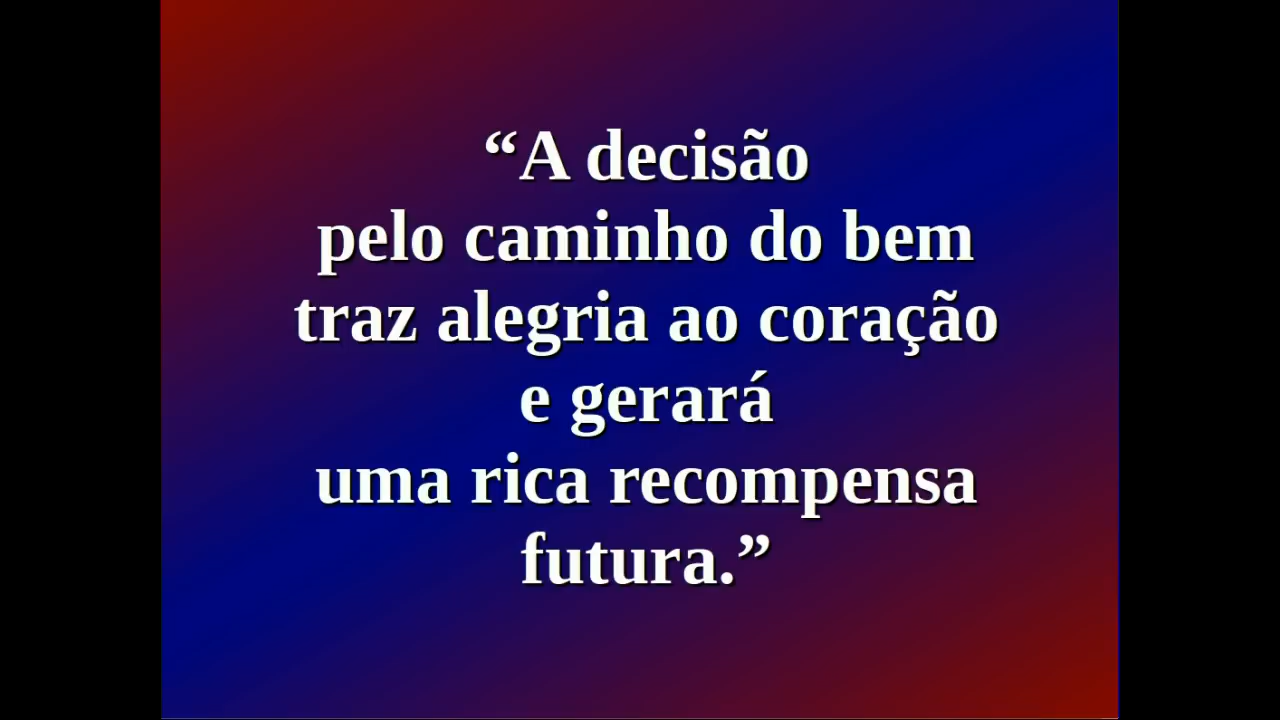 “A decisão
pelo caminho do bem
traz alegria ao coração
e gerará
uma rica recompensa
futura.”